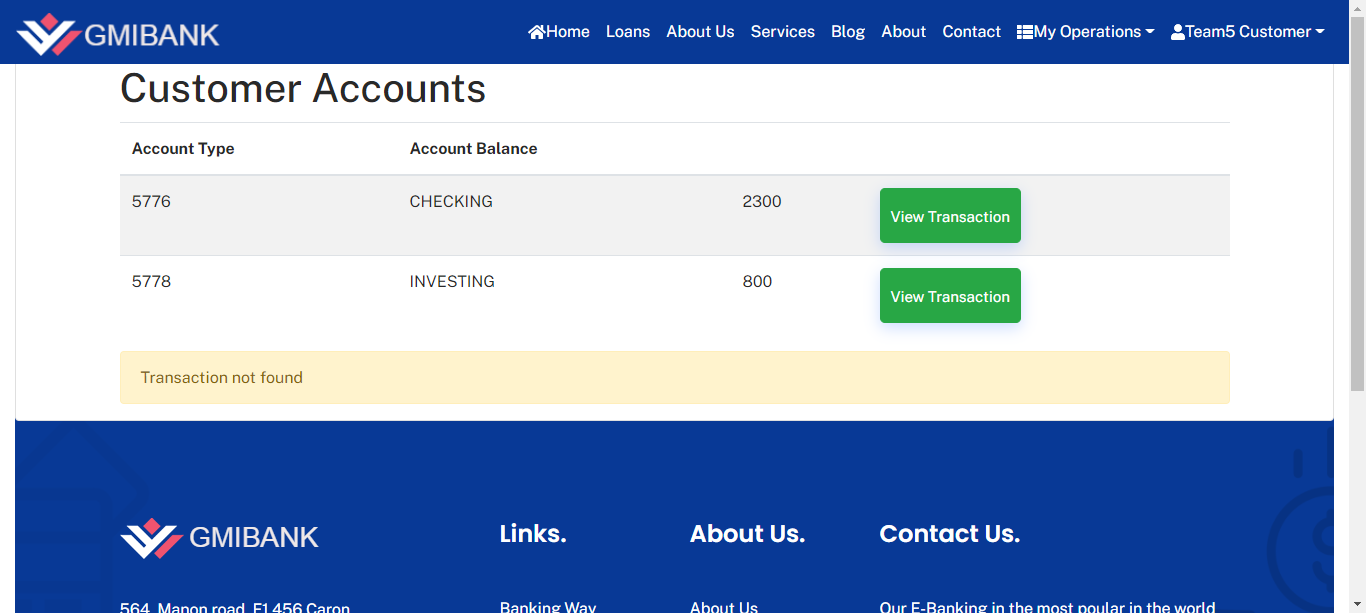 GMIBANK Home Loans About Us Services Blog About Contact My Operations Team5 Customer
Customer Accounts
Account Type Account Balance
5776 CHECKING 2300 View Transaction
5778 INVESTING 800 View Transaction
Transaction not found
GMIBANK Links. About Us. Contact Us.
564, Manon road, E1 456 Caron Banking Way About Us Our E-Banking in the most poular in the world